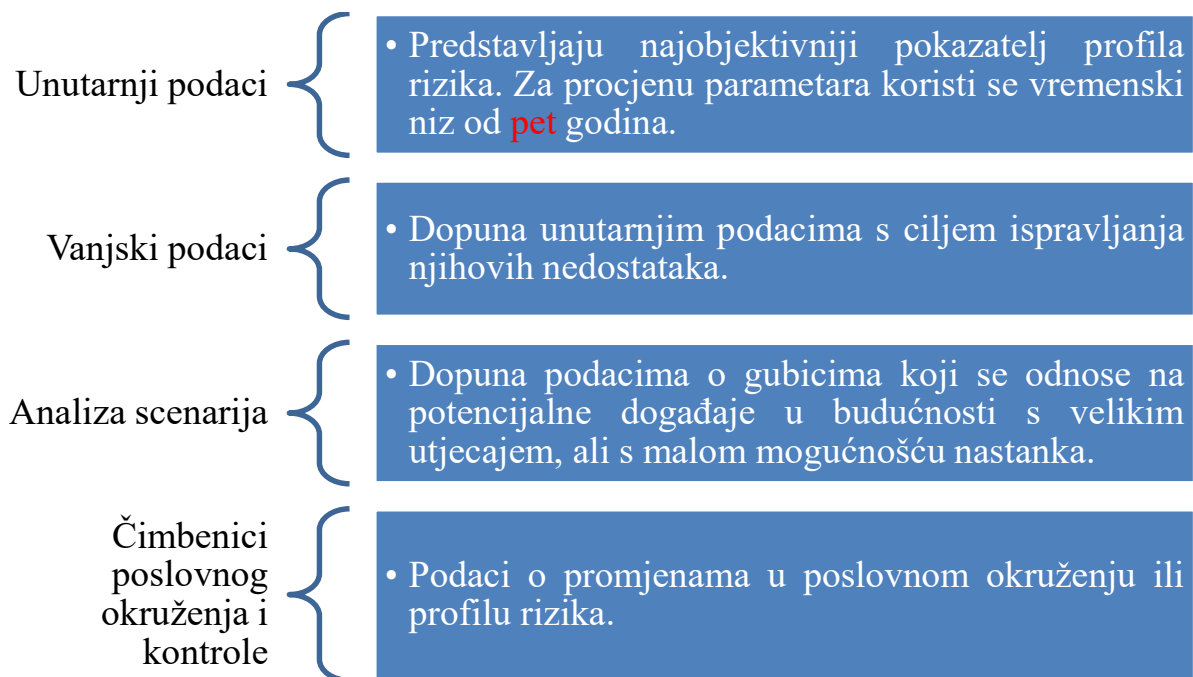 Unutarnji podaci
• Predstavljaju najobjektivniji pokazatelj profila
rizika. Za procjenu parametara koristi se vremenski
niz od pet godina.
Vanjski podaci
• Dopuna unutarnjim podacima s ciljem ispravljanja
njihovih nedostataka.
Analiza scenarija
• Dopuna podacima o gubicima koji se odnose na
potencijalne događaje u budućnosti s velikim
utjecajem, ali s malom mogućnošću nastanka.
Čimbenici
poslovnog
okruženja i
kontrole
• Podaci o promjenama u poslovnom okruženju ili
profilu rizika.